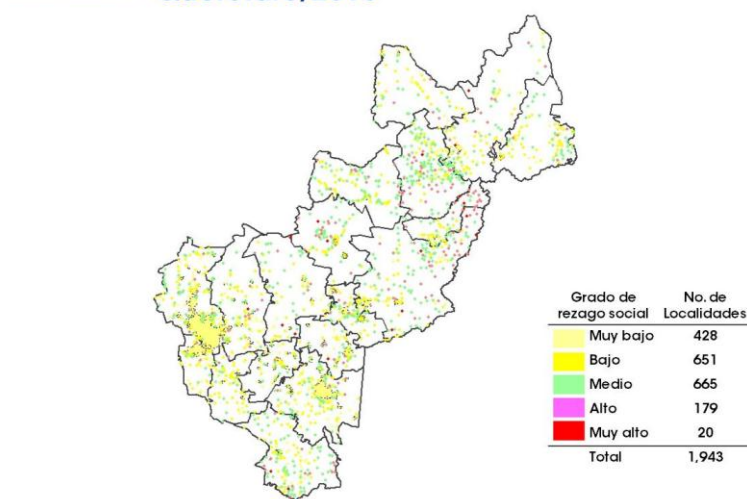 Grado de No. de
rezago social Localidades
Muy bajo 428
Bajo 651
Medio 665
Alto 179
Muy alto 20
Total 1,943